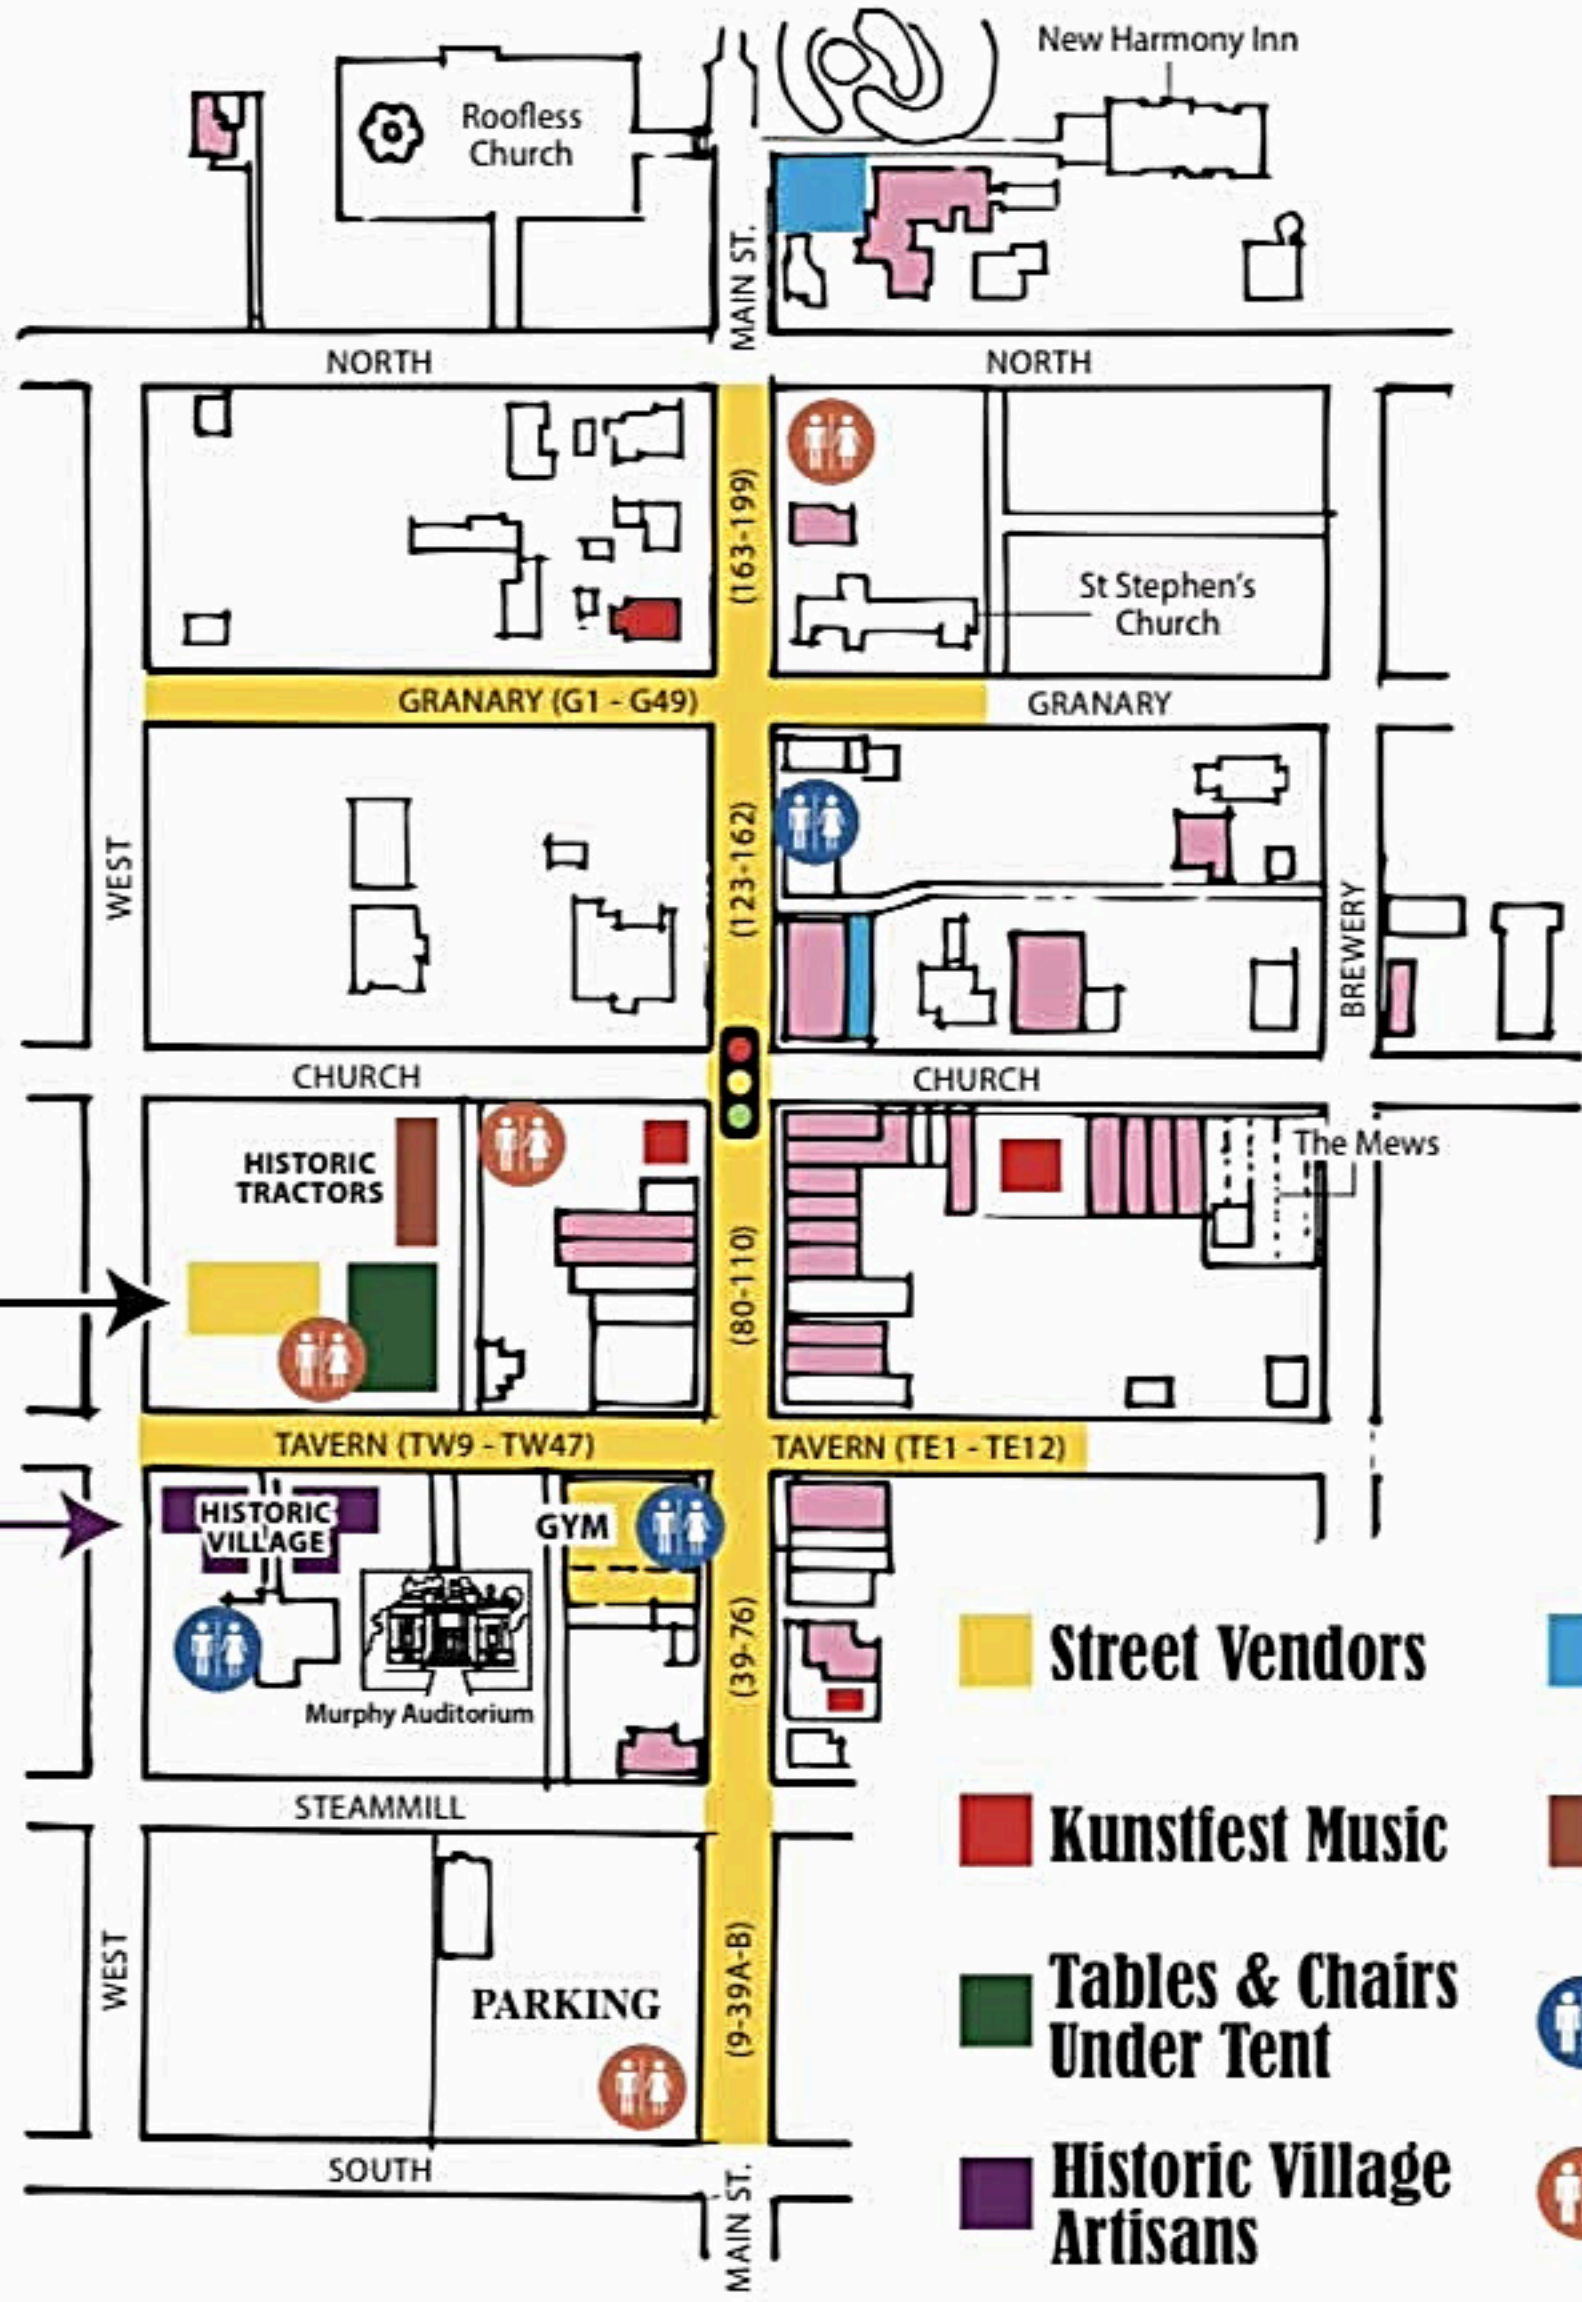 New Harmony Inn
Roofless
Church
MAIN ST.
NORTH
NORTH
(163-199)
St Stephen's
Church
GRANARY (G1 - G49)
GRANARY
(123-162)
WEST
BREWERY
CHURCH
CHURCH
HISTORIC
TRACTORS
The Mews
(80-110)
TAVERN (TW9 - TW47)
TAVERN (TE1 - TE12)
HISTORIC
VILLAGE
GYM
(39-76)
Murphy Auditorium
STEAMMILL
WEST
PARKING
(9-39A-B)
SOUTH
MAIN ST.
Street Vendors
Kunstfest Music
Tables & Chairs
Under Tent
Historic Village
Artisans